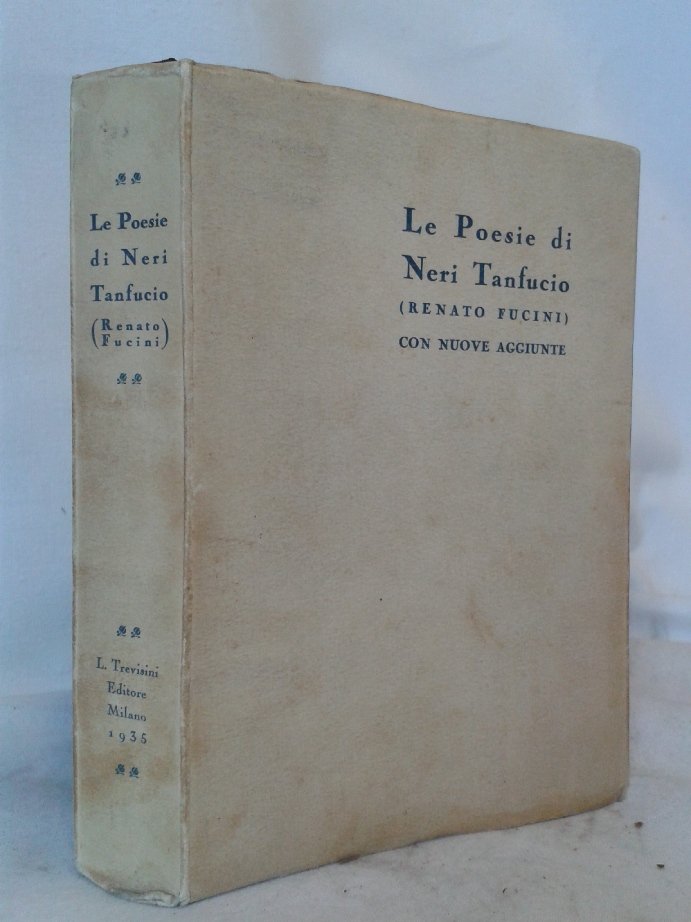 Le Poesie
di Neri
Tanfucio
(Renato
Fucini)
L. Trevisini
Editore
Milano
1935
Le Poesie di
Neri Tanfucio
(RENATO FUCINI)
CON NUOVE AGGIUNTE